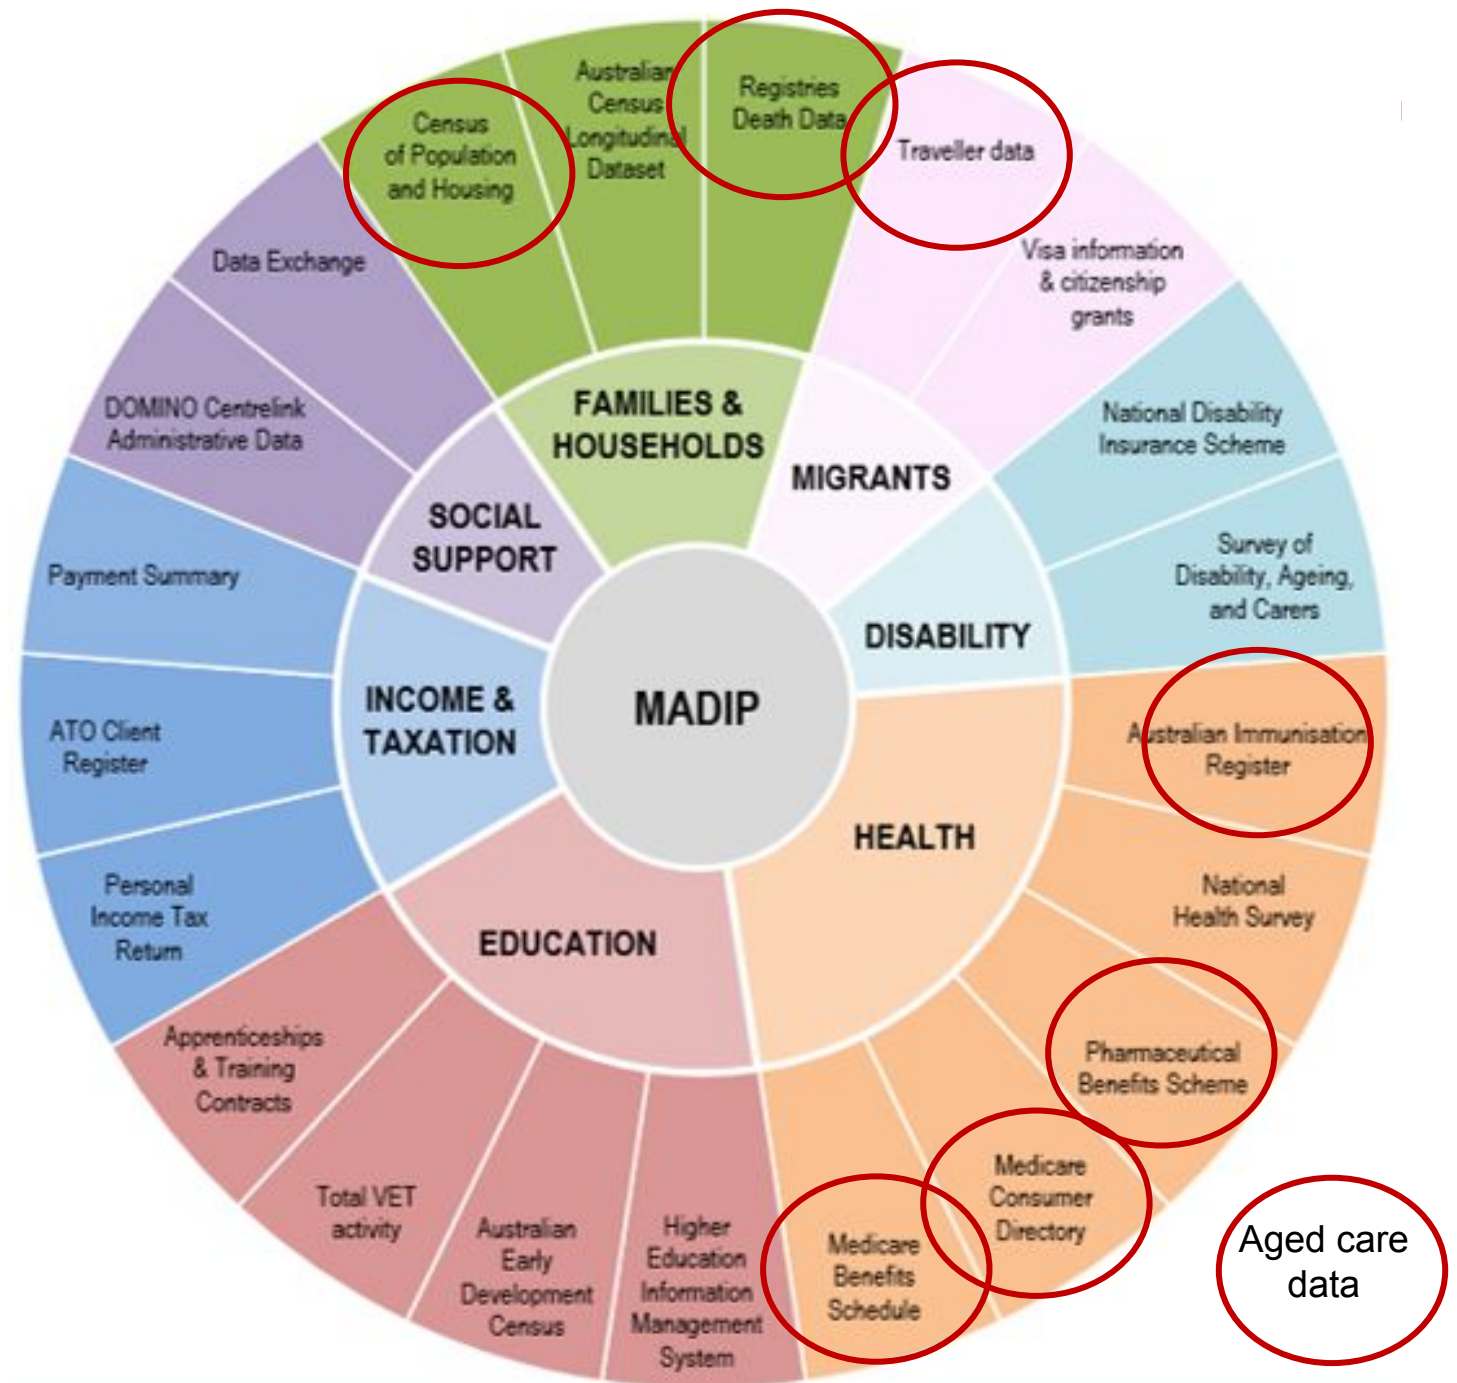 Australian
Census
Longitudinal
Dataset
Registries
Death Data
Census
of Population
and Housing
Traveller data
Data Exchange
Visa information
& citizenship
grants
DOMINO Centrelink
Administrative Data
FAMILIES &
HOUSEHOLDS
MIGRANTS
National Disability
Insurance Scheme
SOCIAL
SUPPORT
Payment Summary
Survey of
Disability, Ageing,
and Carers
DISABILITY
INCOME &
TAXATION
MADIP
ATO Client
Register
Australian Immunisation
Register
HEALTH
Personal
Income Tax
Return
National
Health Survey
EDUCATION
Apprenticeships
& Training
Contracts
Pharmaceutical
Benefits Scheme
Total VET
activity
Australian
Early
Development
Census
Higher
Education
Information
Management
System
Medicare
Benefits
Schedule
Medicare
Consumer
Directory
Aged care
data